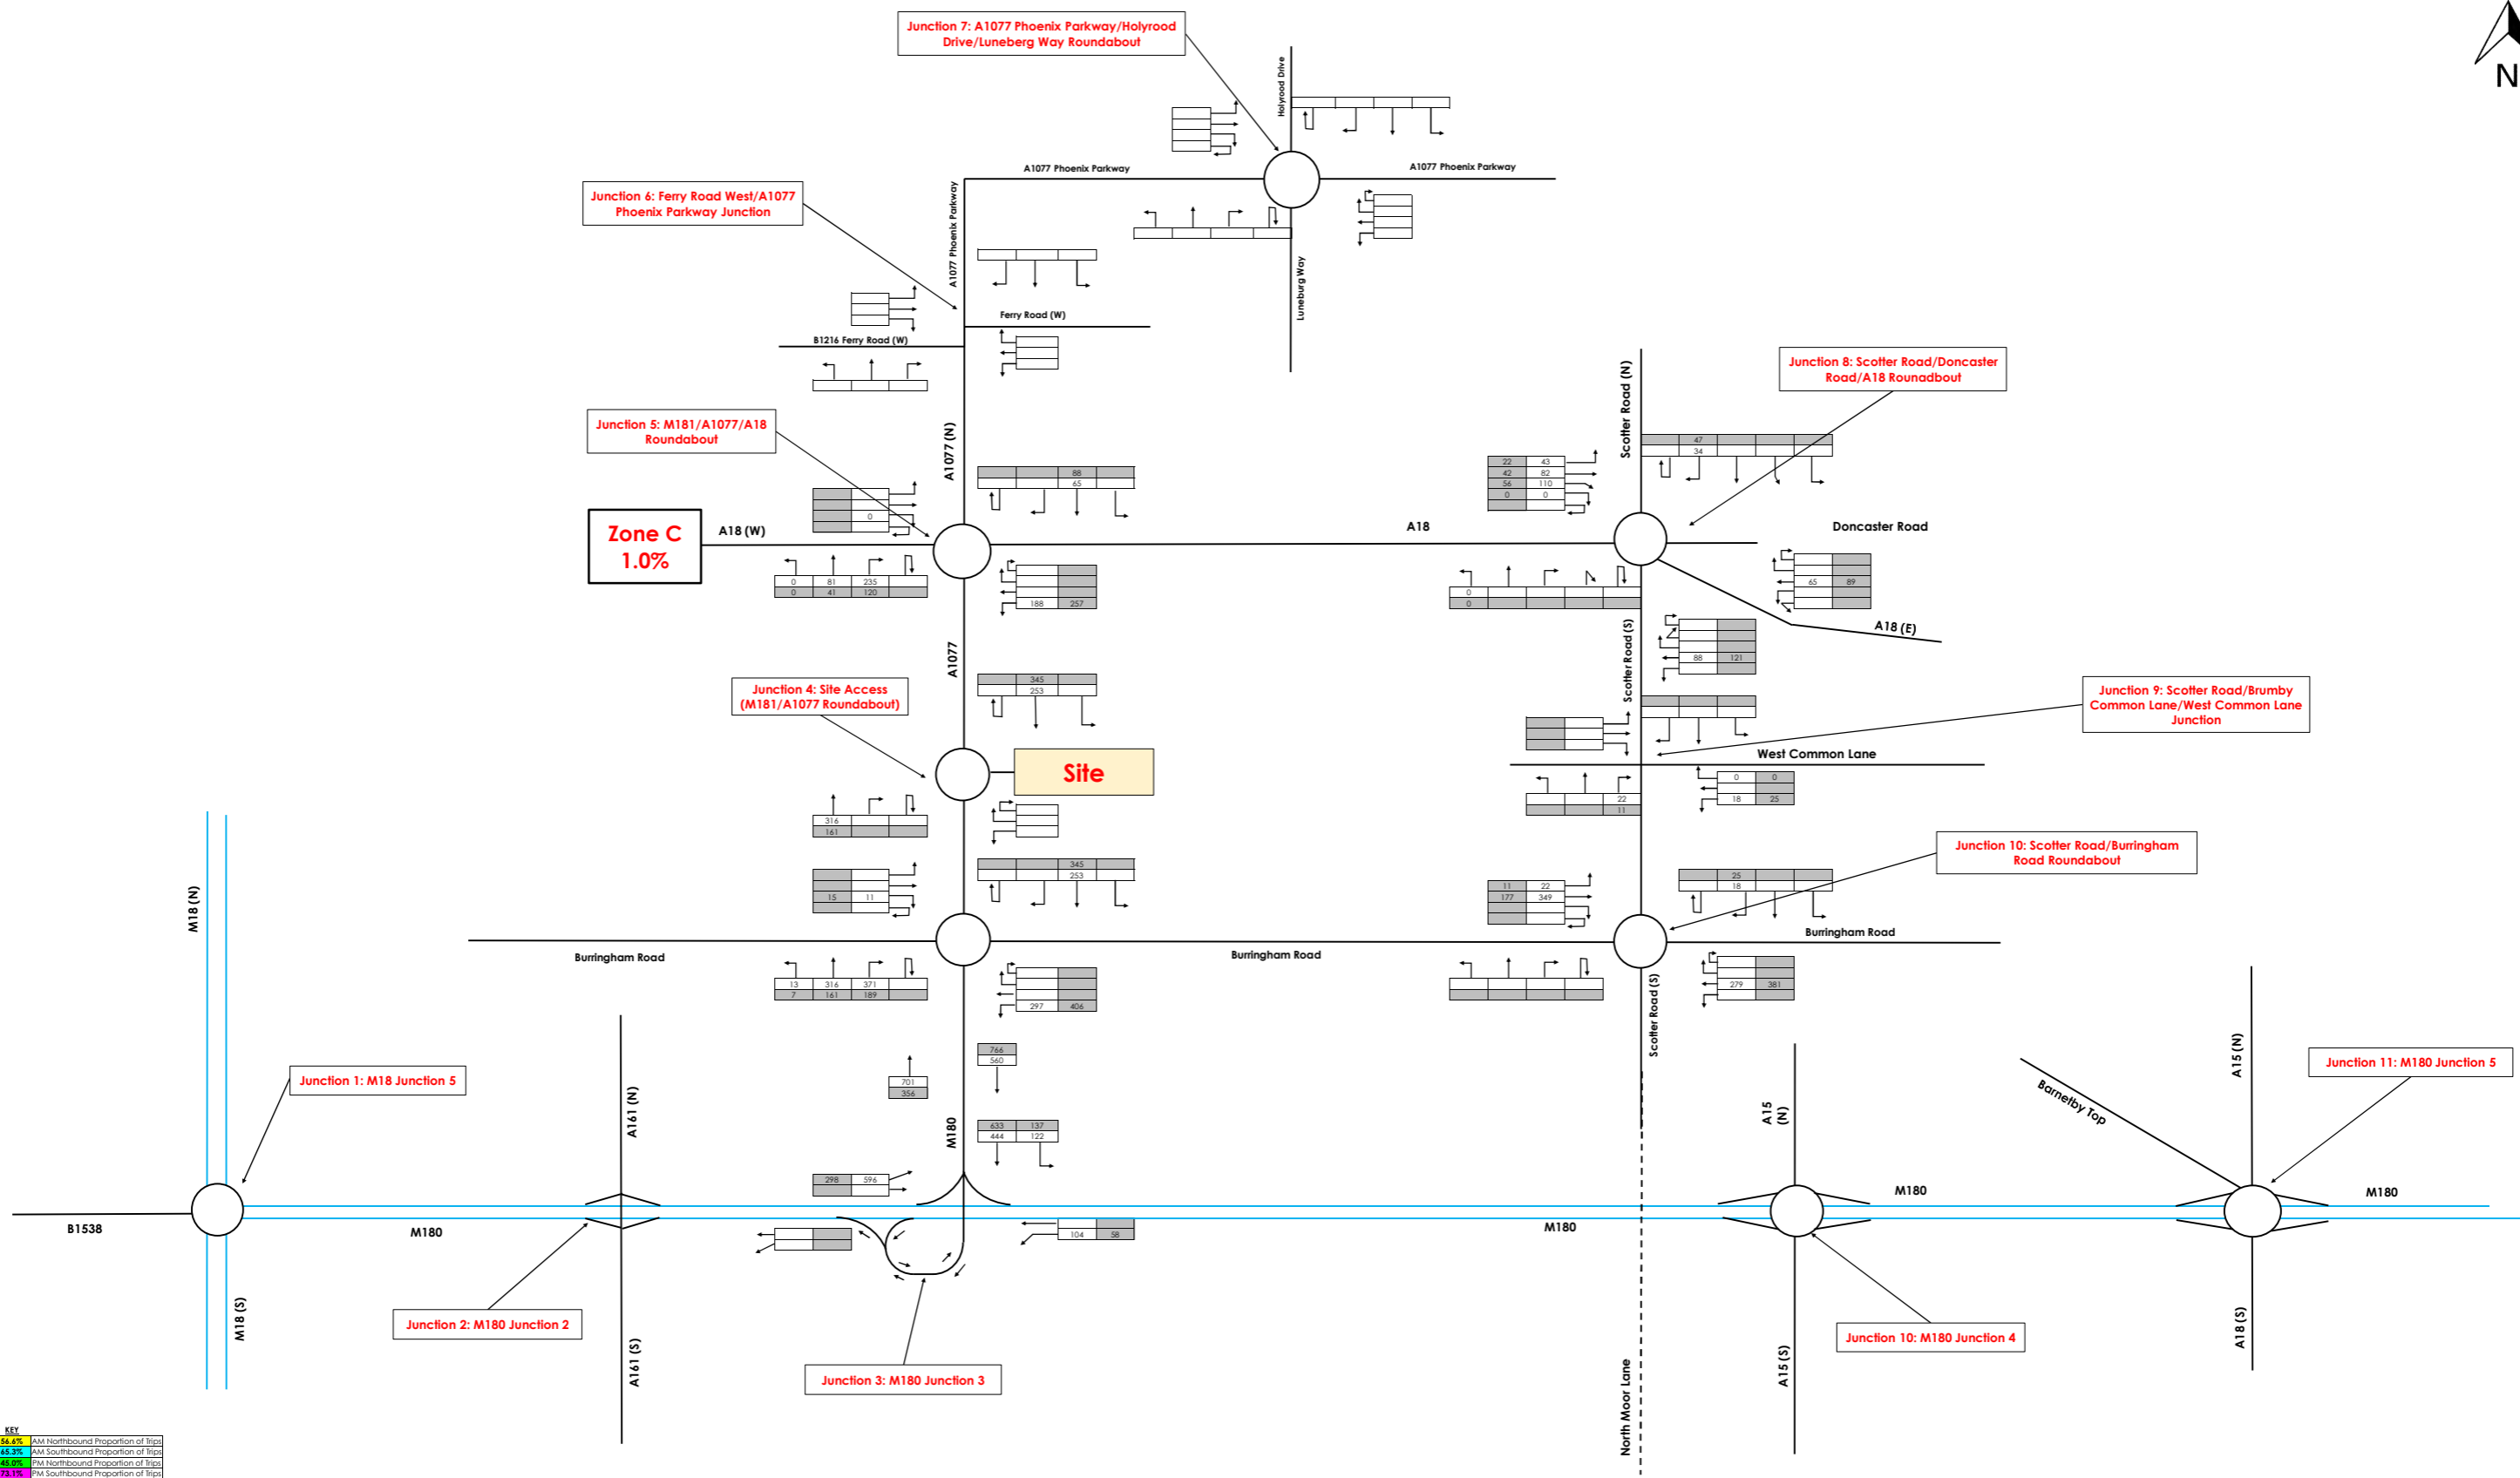 Junction 7: A1077 Phoenix Parkway/Holyrood
Drive/Luneberg Way Roundabout
N
Holyrood Drive
A1077 Phoenix Parkway
A1077 Phoenix Parkway
Junction 6: Ferry Road West/A1077
Phoenix Parkway Junction
A1077 Phoenix Parkway
Luneburg Way
Ferry Road (W)
B1216 Ferry Road (W)
Scotter Road (N)
Junction 8: Scotter Road/Doncaster
Road/A18 Rounadbout
Junction 5: M181/A1077/A18
Roundabout
A1077 (N)
47
34
88
65
22 43
42 82
56 110
0 0
0
Zone C
1.0%
A18 (W)
A18
Doncaster Road
0 81 235
0 41 120
188 257
0
0
65 89
A18 (E)
Scotter Road (S)
88 121
A1077
345
253
Junction 4: Site Access
(M181/A1077 Roundabout)
Junction 9: Scotter Road/Brumby
Common Lane/West Common Lane
Junction
West Common Lane
Site
0 0
18 25
22
11
316
161
Junction 10: Scotter Road/Burringham
Road Roundabout
345
253
15 11
25
18
11 22
177 349
M18 (N)
Burringham Road
Burringham Road
Burringham Road
13 316 371
7 161 189
297 406
279 381
Scotter Road (S)
766
560
701
356
A15 (N)
Junction 11: M180 Junction 5
Junction 1: M18 Junction 5
A161 (N)
A15
(N)
Barnetby Top
M180
633 137
444 122
298 596
M180
M180
B1538
M180
M180
104 58
M18 (S)
Junction 2: M180 Junction 2
A161 (S)
Junction 3: M180 Junction 3
Junction 10: M180 Junction 4
A15 (S)
A18 (S)
North Moor Lane
KEY
56.6% AM Northbound Proportion of Trips
65.3% AM Southbound Proportion of Trips
45.0% PM Northbound Proportion of Trips
73.1% PM Southbound Proportion of Trips